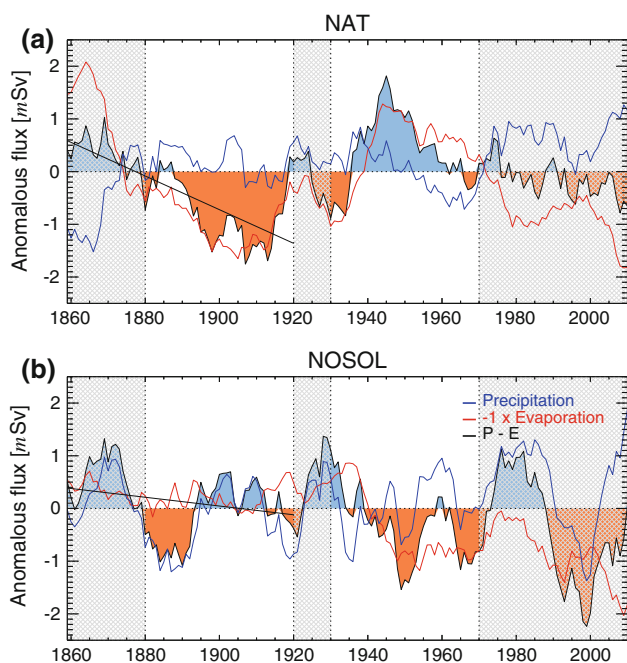 NAT
(a)
Anomalous flux [mSv]
2
1
0
-1
-2
1860 1880 1900 1920 1940 1960 1980 2000
NOSOL
(b)
Anomalous flux [mSv]
2
1
0
-1
-2
Precipitation
-1 x Evaporation
P - E
1860 1880 1900 1920 1940 1960 1980 2000